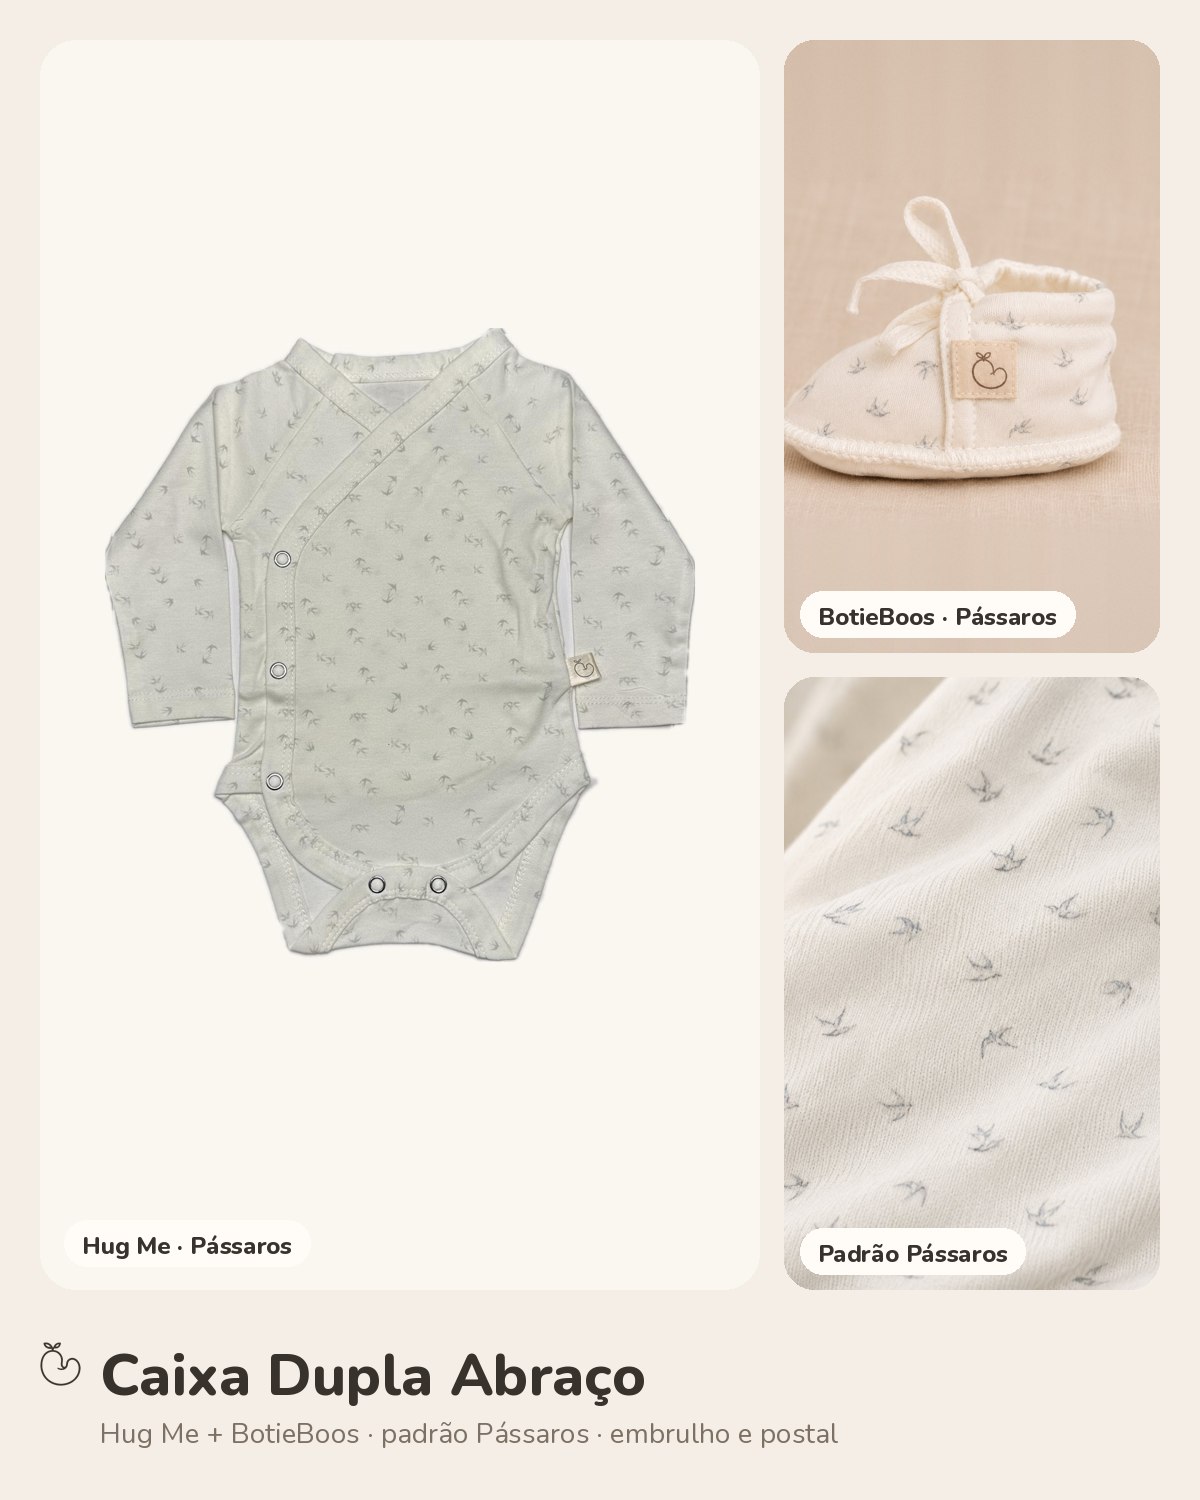 BotieBoos · Pássaros
Hug Me · Pássaros
Padrão Pássaros
Caixa Dupla Abraço
Hug Me + BotieBoos · padrão Pássaros · embrulho e postal